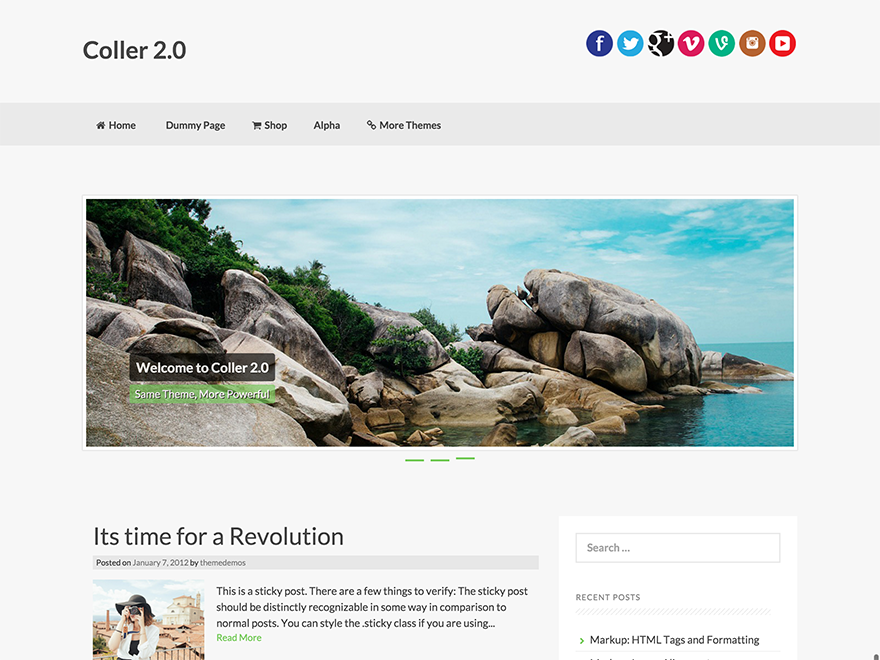 Coller 2.0
Home Dummy Page Shop Alpha More Themes
Welcome to Coller 2.0
Same Theme, More Powerful
Its time for a Revolution
Posted on January 7, 2012 by themedemos
This is a sticky post. There are a few things to verify: The sticky post
should be distinctly recognizable in some way in comparison to
normal posts. You can style the .sticky class if you are using...
Read More
Search ...
RECENT POSTS
Markup: HTML Tags and Formatting